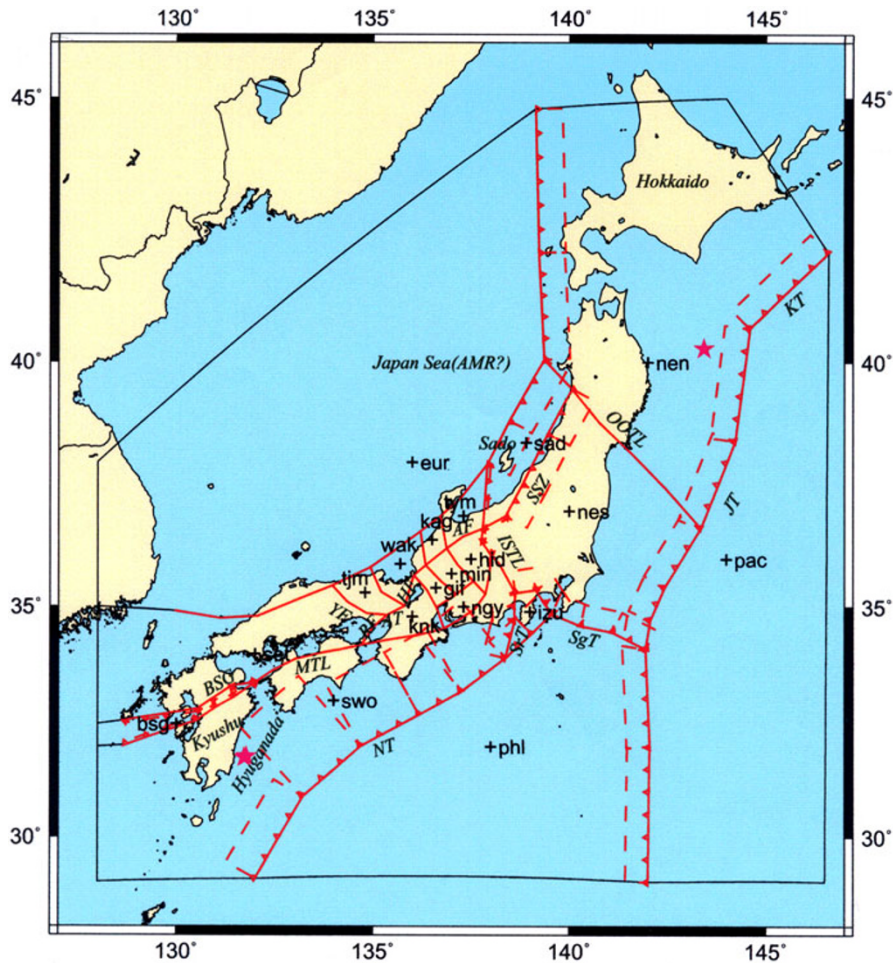 130° 135° 140° 145°
45° 45°
Hokkaido
KT
40° 40°
Japan Sea(AMR?)
nen
OOTL
Sado sad
eur
SSZ
JT
tym
nes
kag AF
wak
ISTL
hid
pac
tjm
min
gif
35° 35°
YF
AT
ngy
izu
knk
SgT
MTL
BSG
swo
bsg
Kyushu
Hyuganada
NT
phl
30° 30°
130° 135° 140° 145°